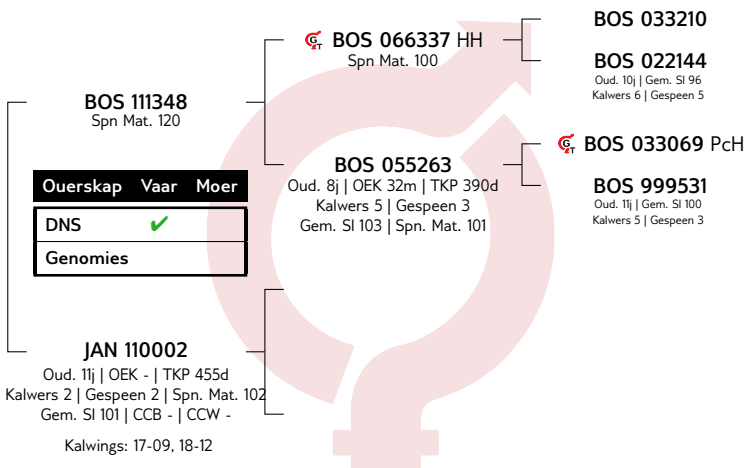 BOS 033210
BOS 066337 HH
Spn Mat. 100
BOS 022144
Oud. 10j | Gem. SI 96
Kalwers 6 | Gespeen 5
BOS 111348
Spn Mat. 120
BOS 033069 PcH
BOS 055263
Oud. 8j | OEK 32m | TKP 390d
Kalwers 5 | Gespeen 3
Gem. SI 103 | Spn. Mat. 101
BOS 999531
Oud. 11j | Gem. SI 100
Kalwers 5 | Gespeen 3
Ouerskap Vaar Moer
DNS ✔
Genomies
JAN 110002
Oud. 11j | OEK - | TKP 455d
Kalwers 2 | Gespeen 2 | Spn. Mat. 102
Gem. SI 101 | CCB - | CCW -
Kalwings: 17-09, 18-12